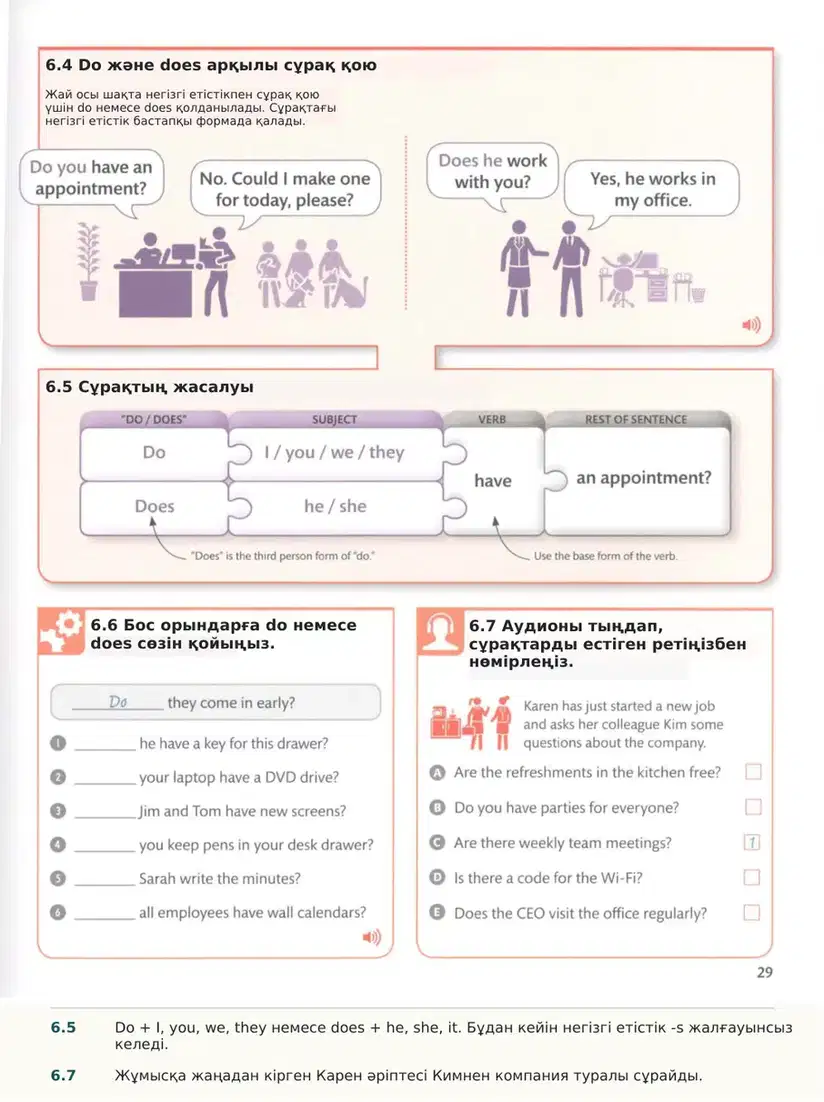 6.4 Do және does арқылы сұрақ қою
Жай осы шақта негізгі етістікпен сұрақ қою
үшін do немесе does қолданылады. Сұрақтағы
негізгі етістік бастапқы формада қалады.
Do you have an
appointment?
No. Could I make one
for today, please?
Does he work
with you?
Yes, he works in
my office.
6.5 Сұрақтың жасалуы
"DO / DOES"
SUBJECT
VERB
REST OF SENTENCE
Do
I / you / we / they
have
an appointment?
Does
he / she
"Does" is the third person form of "do."
Use the base form of the verb.
6.6 Бос орындарға do немесе
does сөзін қойыңыз.
Do they come in early?
1 ________ he have a key for this drawer?
2 ________ your laptop have a DVD drive?
3 ________ Jim and Tom have new screens?
4 ________ you keep pens in your desk drawer?
5 ________ Sarah write the minutes?
6 ________ all employees have wall calendars?
6.7 Аудионы тыңдап,
сұрақтарды естіген ретіңізбен
нөмірлеңіз.
Karen has just started a new job
and asks her colleague Kim some
questions about the company.
A Are the refreshments in the kitchen free?
B Do you have parties for everyone?
C Are there weekly team meetings? 1
D Is there a code for the Wi-Fi?
E Does the CEO visit the office regularly?
29
6.5 Do + I, you, we, they немесе does + he, she, it. Бұдан кейін негізгі етістік -s жалғауынсыз
келеді.
6.7 Жұмысқа жаңадан кірген Карен әріптесі Кимнен компания туралы сұрайды.